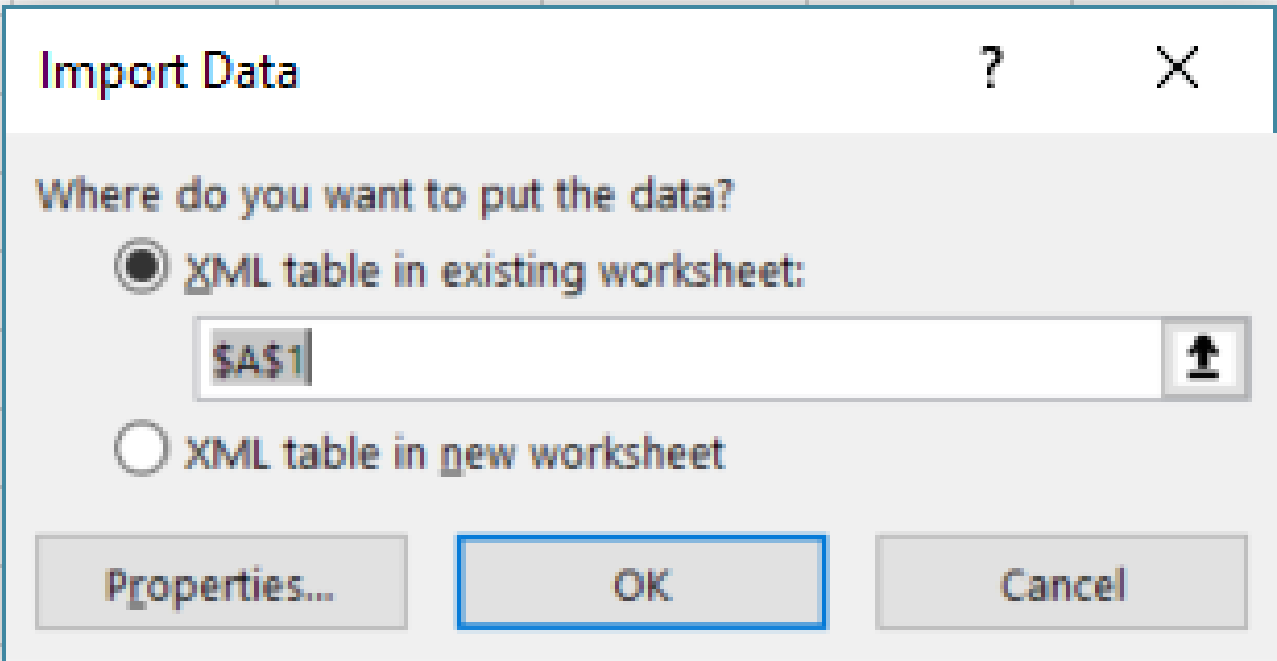 Import Data ?
Where do you want to put the data?
XML table in existing worksheet:
$A$1
XML table in new worksheet
Properties... OK Cancel